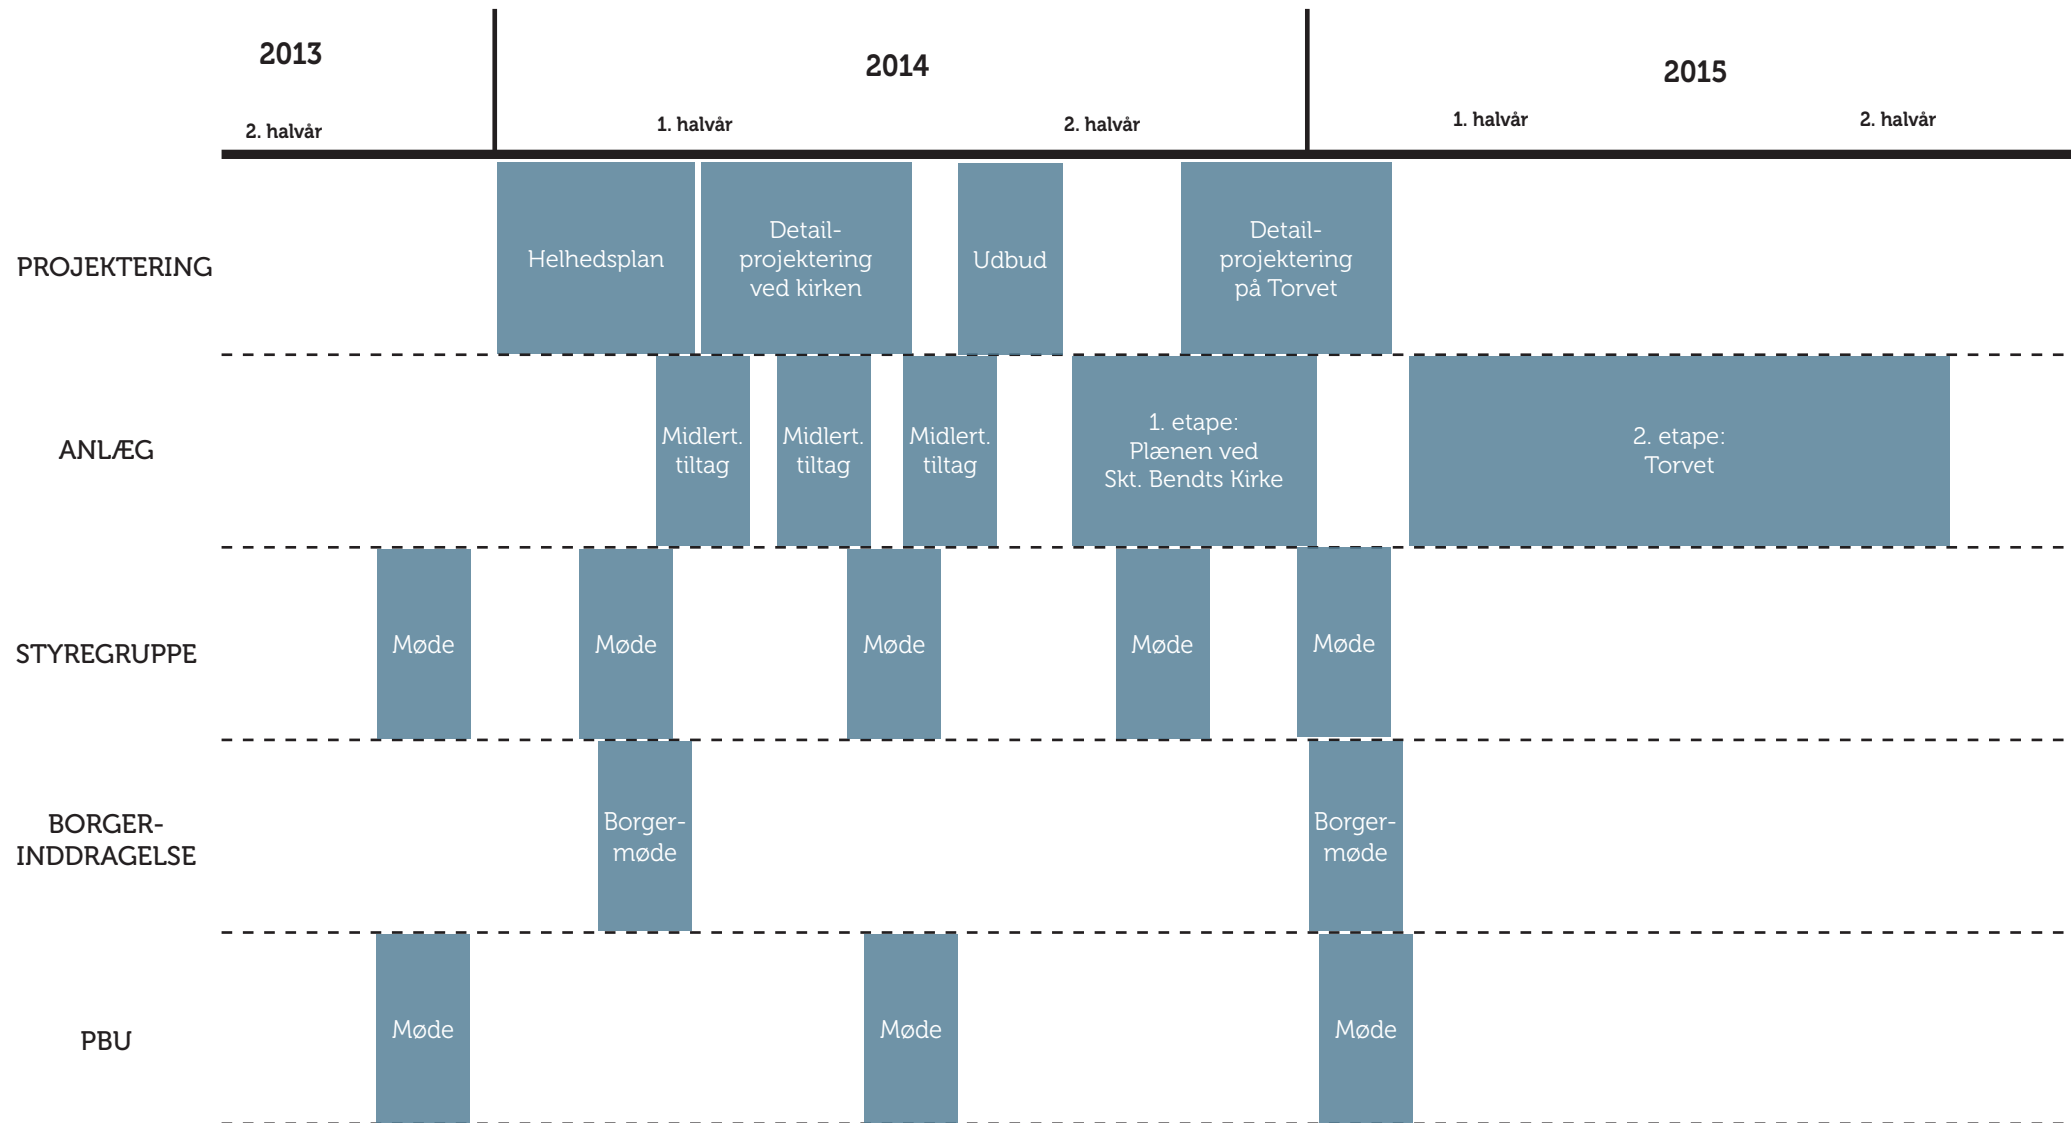 2013
2014
2015
2. halvår
1. halvår
2. halvår
1. halvår
2. halvår
PROJEKTERING
Helhedsplan
Detail-
projektering
ved kirken
Udbud
Detail-
projektering
på Torvet
ANLÆG
Midlert.
tiltag
Midlert.
tiltag
Midlert.
tiltag
1. etape:
Plænen ved
Skt. Bendts Kirke
2. etape:
Torvet
STYREGRUPPE
Møde
Møde
Møde
Møde
Møde
BORGER-
INDDRAGELSE
Borger-
møde
Borger-
møde
PBU
Møde
Møde
Møde